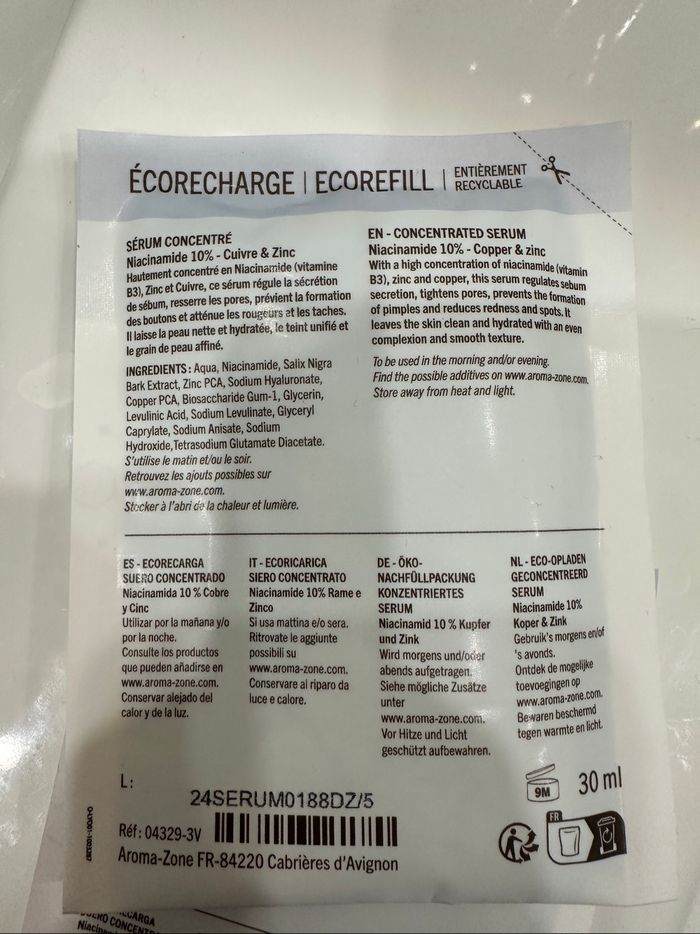 ÉCORECHARGE | ECOREFILL | ENTIÈREMENT
RECYCLABLE
SÉRUM CONCENTRÉ
Niacinamide 10% - Cuivre & Zinc
Hautement concentré en Niacinamide (vitamine
B3), Zinc et Cuivre, ce sérum régule la sécrétion
de sébum, resserre les pores, prévient la formation
des boutons et atténue les rougeurs et les taches.
Il laisse la peau nette et hydratée, le teint unifié et
le grain de peau affiné.
INGREDIENTS : Aqua, Niacinamide, Salix Nigra
Bark Extract, Zinc PCA, Sodium Hyaluronate,
Copper PCA, Biosaccharide Gum-1, Glycerin,
Levulinic Acid, Sodium Levulinate, Glyceryl
Caprylate, Sodium Anisate, Sodium
Hydroxide, Tetrasodium Glutamate Diacetate.
S'utilise le matin et/ou le soir.
Retrouvez les ajouts possibles sur
www.aroma-zone.com.
Stocker à l'abri de la chaleur et lumière.
EN - CONCENTRATED SERUM
Niacinamide 10% - Copper & zinc
With a high concentration of niacinamide (vitamin
B3), zinc and copper, this serum regulates sebum
secretion, tightens pores, prevents the formation
of pimples and reduces redness and spots. It
leaves the skin clean and hydrated with an even
complexion and smooth texture.
To be used in the morning and/or evening.
Find the possible additives on www.aroma-zone.com.
Store away from heat and light.
ES - ECORECARGA
SUERO CONCENTRADO
Niacinamida 10 % Cobre
y Cinc
Utilizar por la mañana y/o
por la noche.
Consulte los productos
que pueden añadirse en
www.aroma-zone.com.
Conservar alejado del
calor y de la luz.
IT - ECORICARICA
SIERO CONCENTRATO
Niacinamide 10% Rame e
Zinco
Si usa mattina e/o sera.
Ritrovate le aggiunte
possibili su
www.aroma-zone.com.
Conservare al riparo da
luce e calore.
DE - ÖKO-
NACHFÜLLPACKUNG
KONZENTRIERTES
SERUM
Niacinamid 10 % Kupfer
und Zink
Wird morgens und/oder
abends aufgetragen.
Siehe mögliche Zusätze
unter
www.aroma-zone.com.
Vor Hitze und Licht
geschützt aufbewahren.
NL - ECO-OPLADEN
GECONCENTREERD
SERUM
Niacinamide 10%
Koper & Zink
Gebruik's morgens en/of
's avonds.
Ontdek de mogelijke
toevoegingen op
www.aroma-zone.com.
Bewaren beschermd
tegen warmte en licht.
L:
24SERUM0188DZ/5
Réf: 04329-3V
Aroma-Zone FR-84220 Cabrières d'Avignon
9M
30 ml
FR